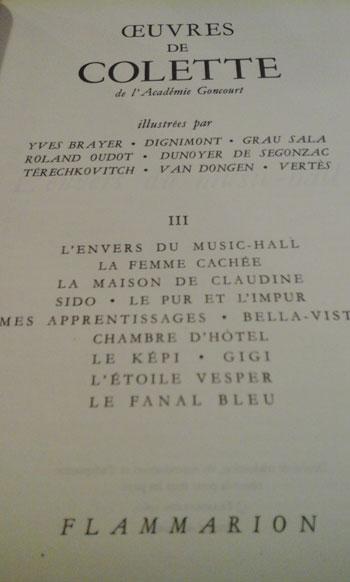 ŒUVRES
DE
COLETTE
de l'Académie Goncourt
illustrées par
YVES BRAYER • DIGNIMONT • GRAU SALA
ROLAND OUDOT • DUNOYER DE SEGONZAC
TÉRECHKOVITCH • VAN DONGEN • VERTÈS
III
L'ENVERS DU MUSIC-HALL
LA FEMME CACHÉE
LA MAISON DE CLAUDINE
SIDO • LE PUR ET L'IMPUR
MES APPRENTISSAGES • BELLA-VIST
CHAMBRE D'HÔTEL
LE KÉPI • GIGI
L'ÉTOILE VESPER
LE FANAL BLEU
FLAMMARION